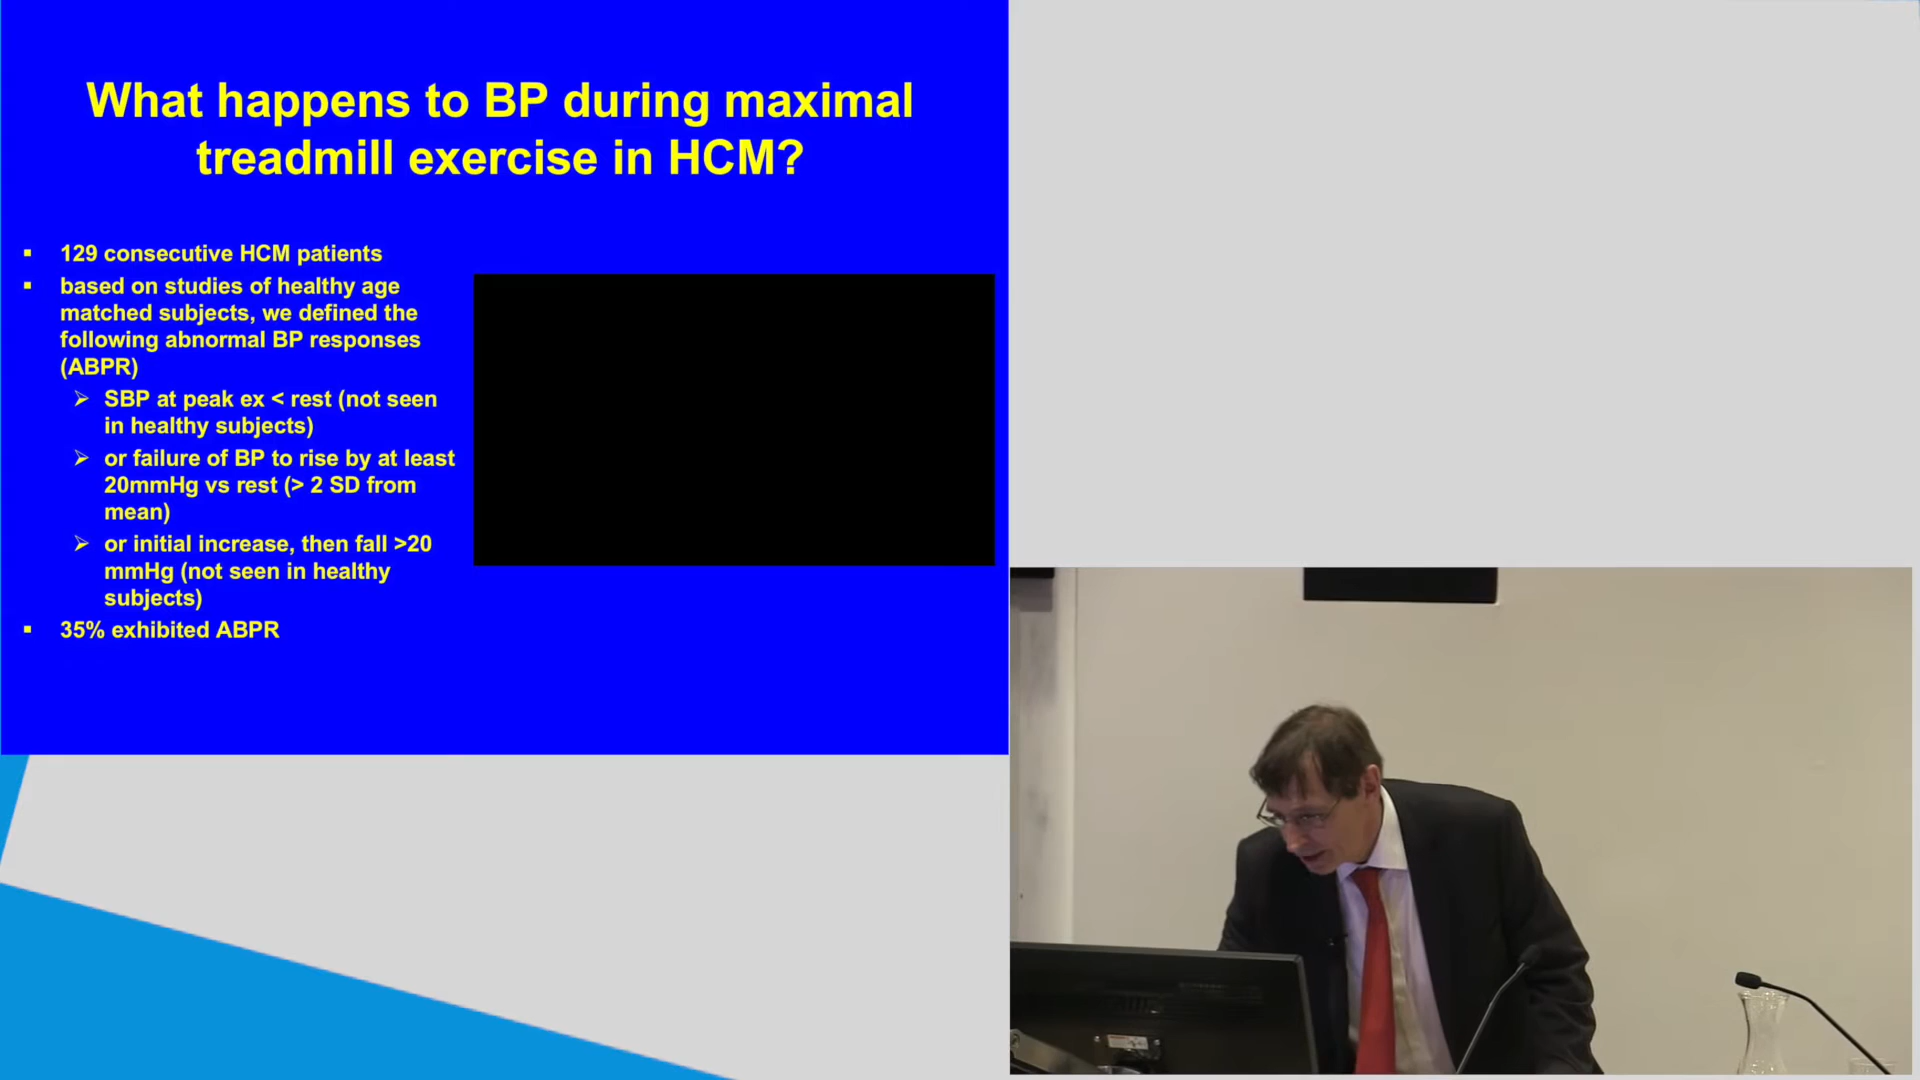 What happens to BP during maximal
treadmill exercise in HCM?
▪ 129 consecutive HCM patients
▪ based on studies of healthy age
matched subjects, we defined the
following abnormal BP responses
(ABPR)
➢ SBP at peak ex < rest (not seen
in healthy subjects)
➢ or failure of BP to rise by at least
20mmHg vs rest (> 2 SD from
mean)
➢ or initial increase, then fall >20
mmHg (not seen in healthy
subjects)
▪ 35% exhibited ABPR